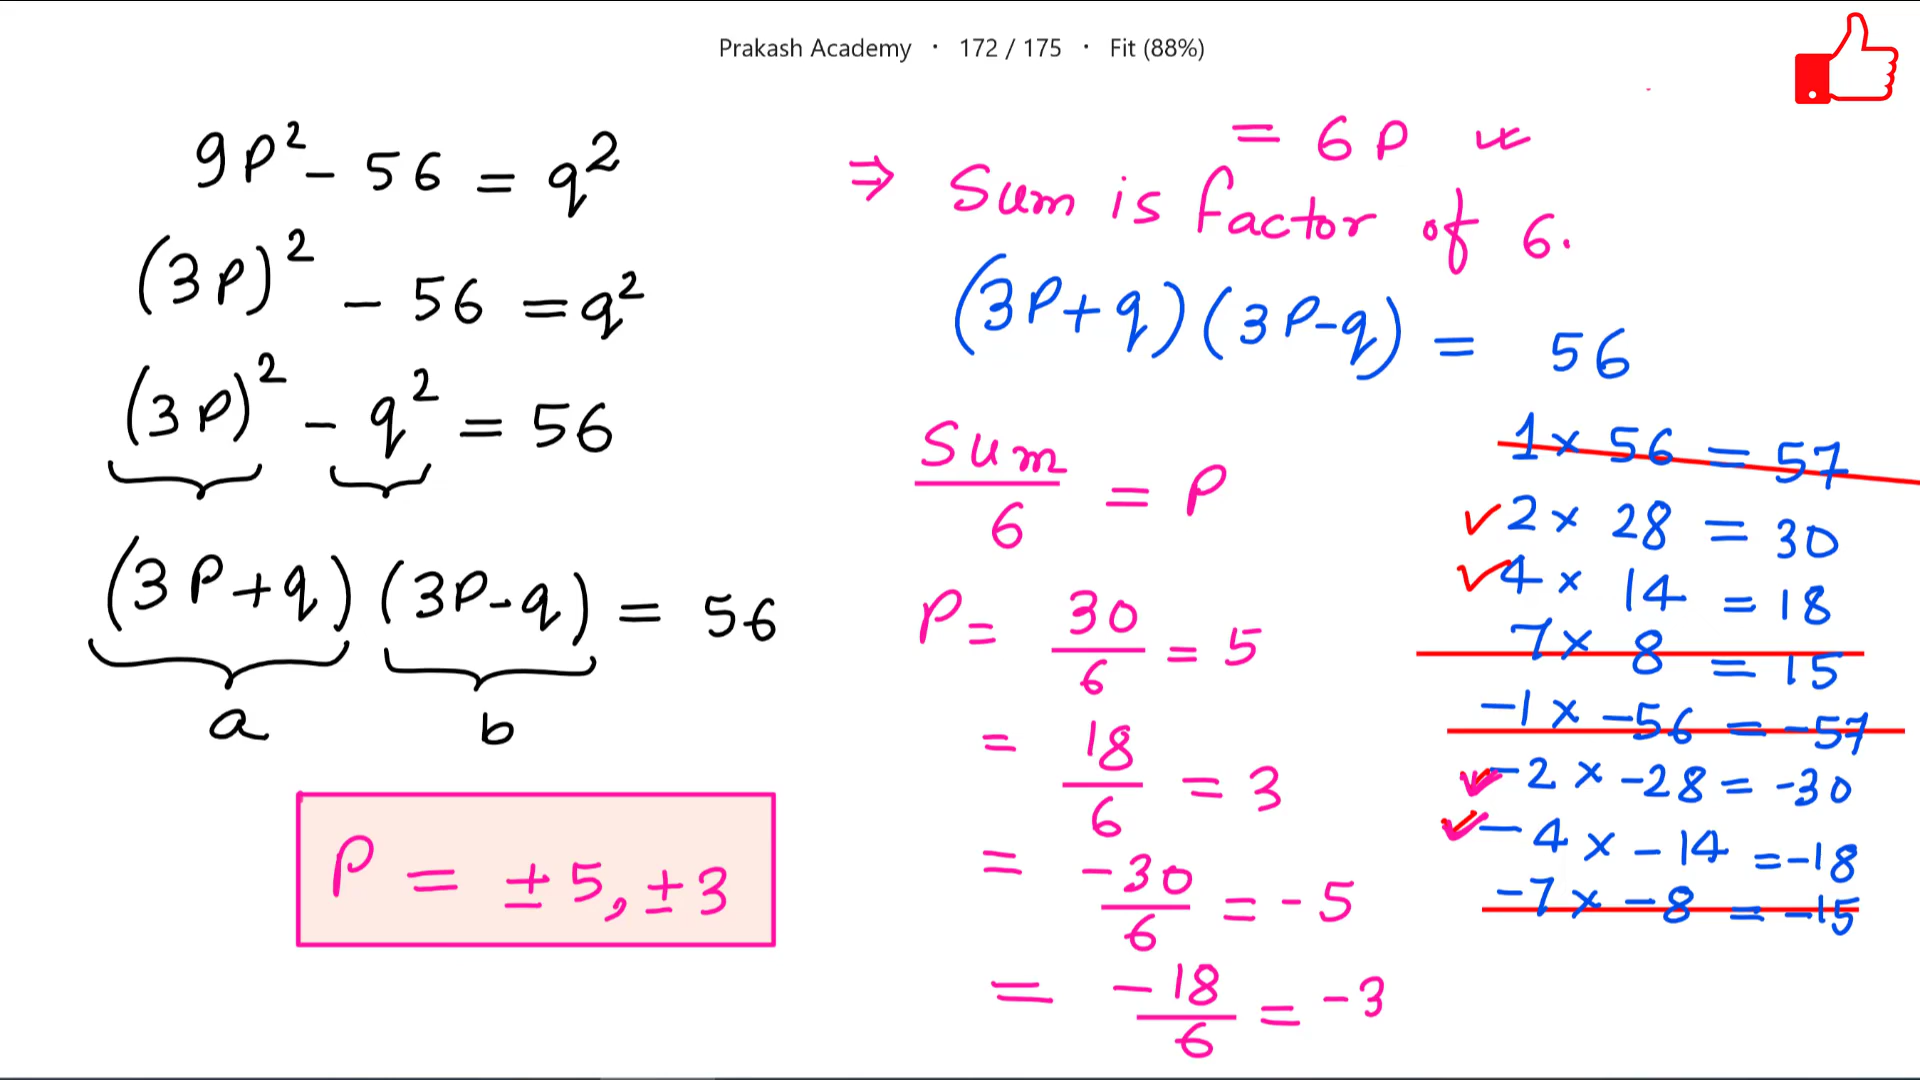 Prakash Academy · 172 / 175 · Fit (88%)
9p² - 56 = q²
(3p)² - 56 = q²
(3p)² - q² = 56
(3p+q) (3p-q) = 56
a b
P = ±5, ±3
= 6p
⇒ Sum is factor of 6.
(3p+q) (3p-q) = 56
Sum/6 = p
P = 30/6 = 5
= 18/6 = 3
= -30/6 = -5
= -18/6 = -3
1 × 56 = 57
✓ 2 × 28 = 30
✓ 4 × 14 = 18
7 × 8 = 15
-1 × -56 = -57
✓ -2 × -28 = -30
✓ -4 × -14 = -18
-7 × -8 = -15